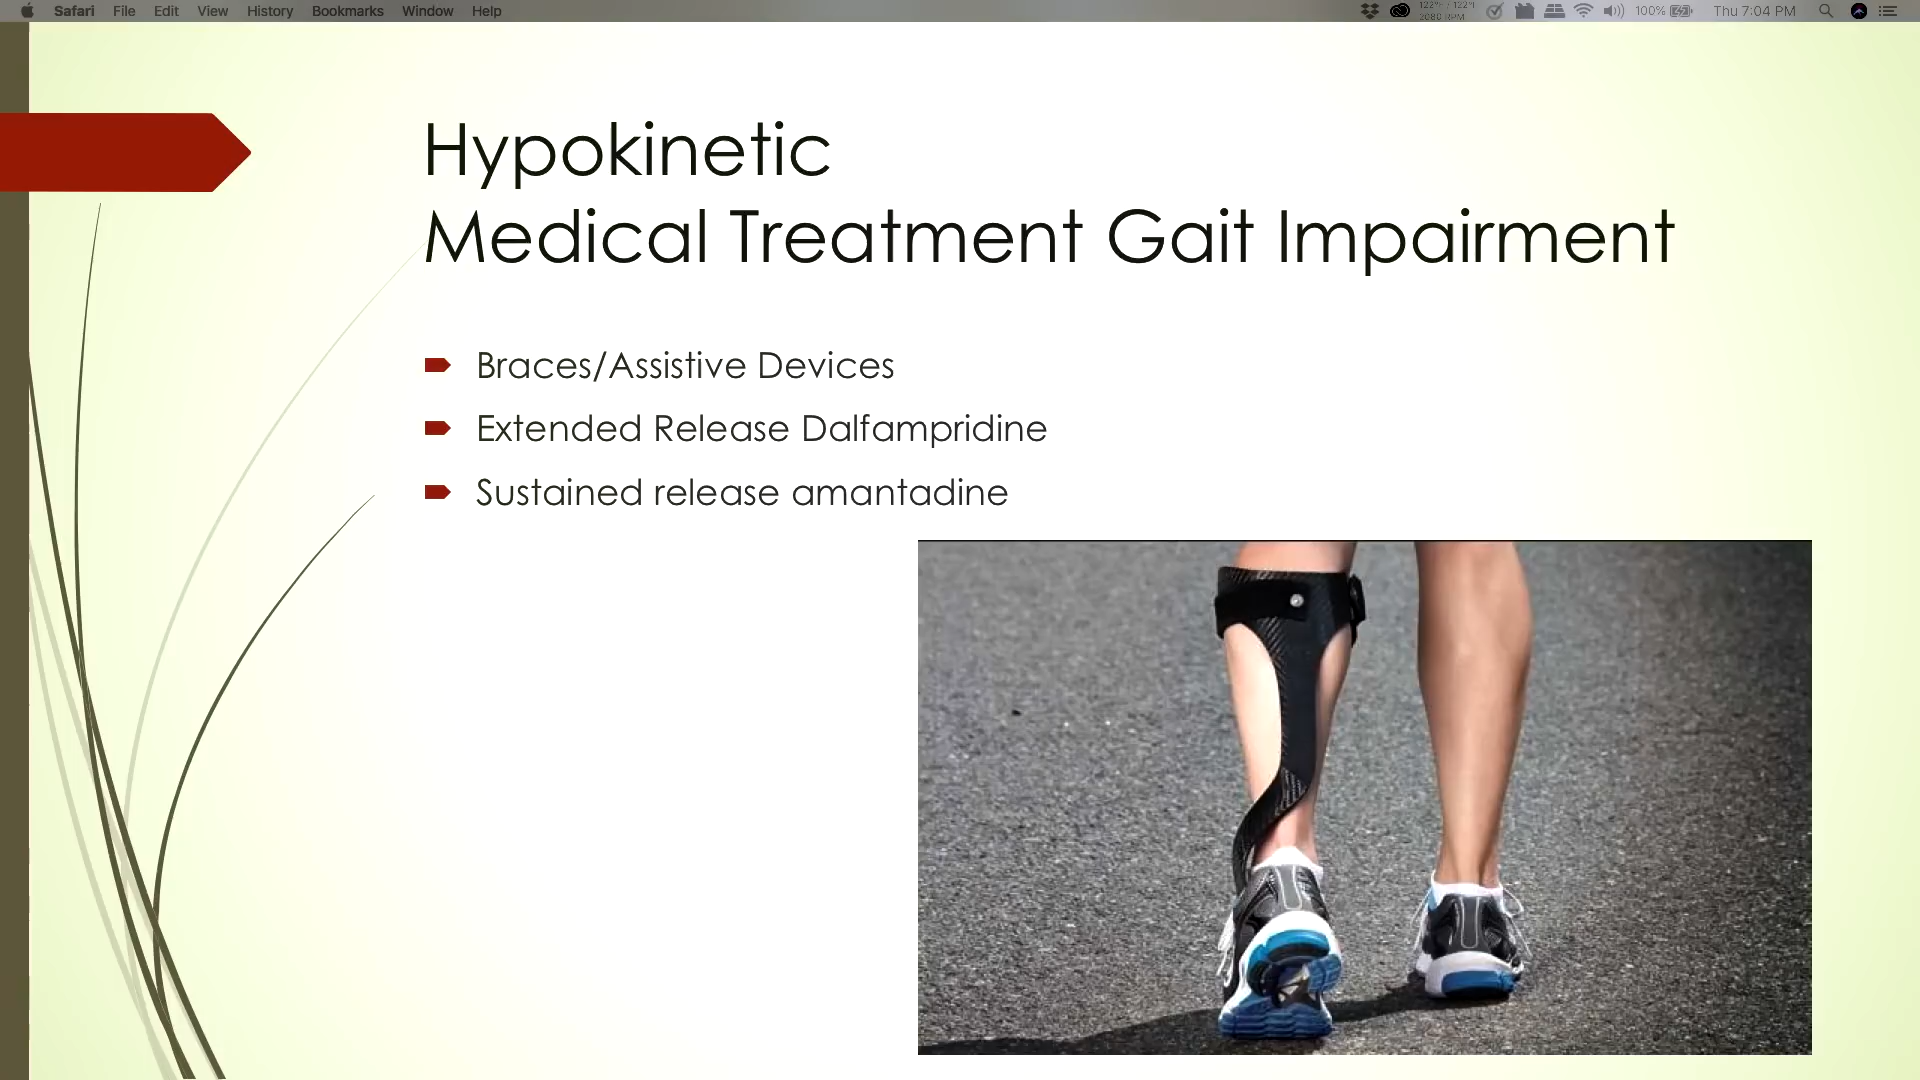 Safari File Edit View History Bookmarks Window Help
100% Thu 7:04 PM
Hypokinetic
Medical Treatment Gait Impairment
Braces/Assistive Devices
Extended Release Dalfampridine
Sustained release amantadine